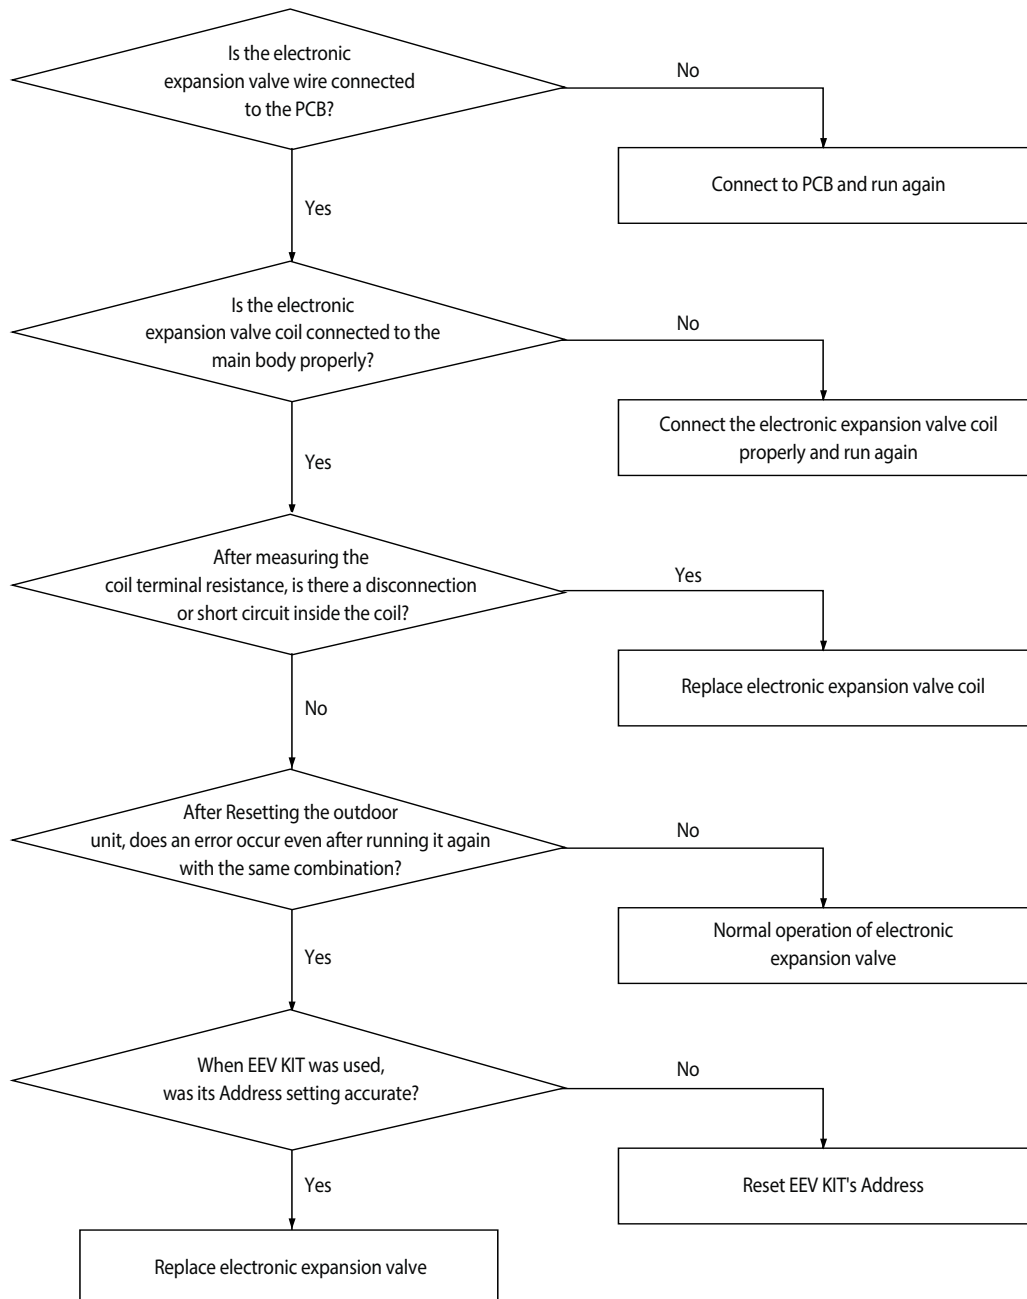 Is the electronic
expansion valve wire connected
to the PCB?
No
Connect to PCB and run again
Yes
Is the electronic
expansion valve coil connected to the
main body properly?
No
Connect the electronic expansion valve coil
properly and run again
Yes
After measuring the
coil terminal resistance, is there a disconnection
or short circuit inside the coil?
Yes
Replace electronic expansion valve coil
No
After Resetting the outdoor
unit, does an error occur even after running it again
with the same combination?
No
Normal operation of electronic
expansion valve
Yes
When EEV KIT was used,
was its Address setting accurate?
No
Reset EEV KIT's Address
Yes
Replace electronic expansion valve